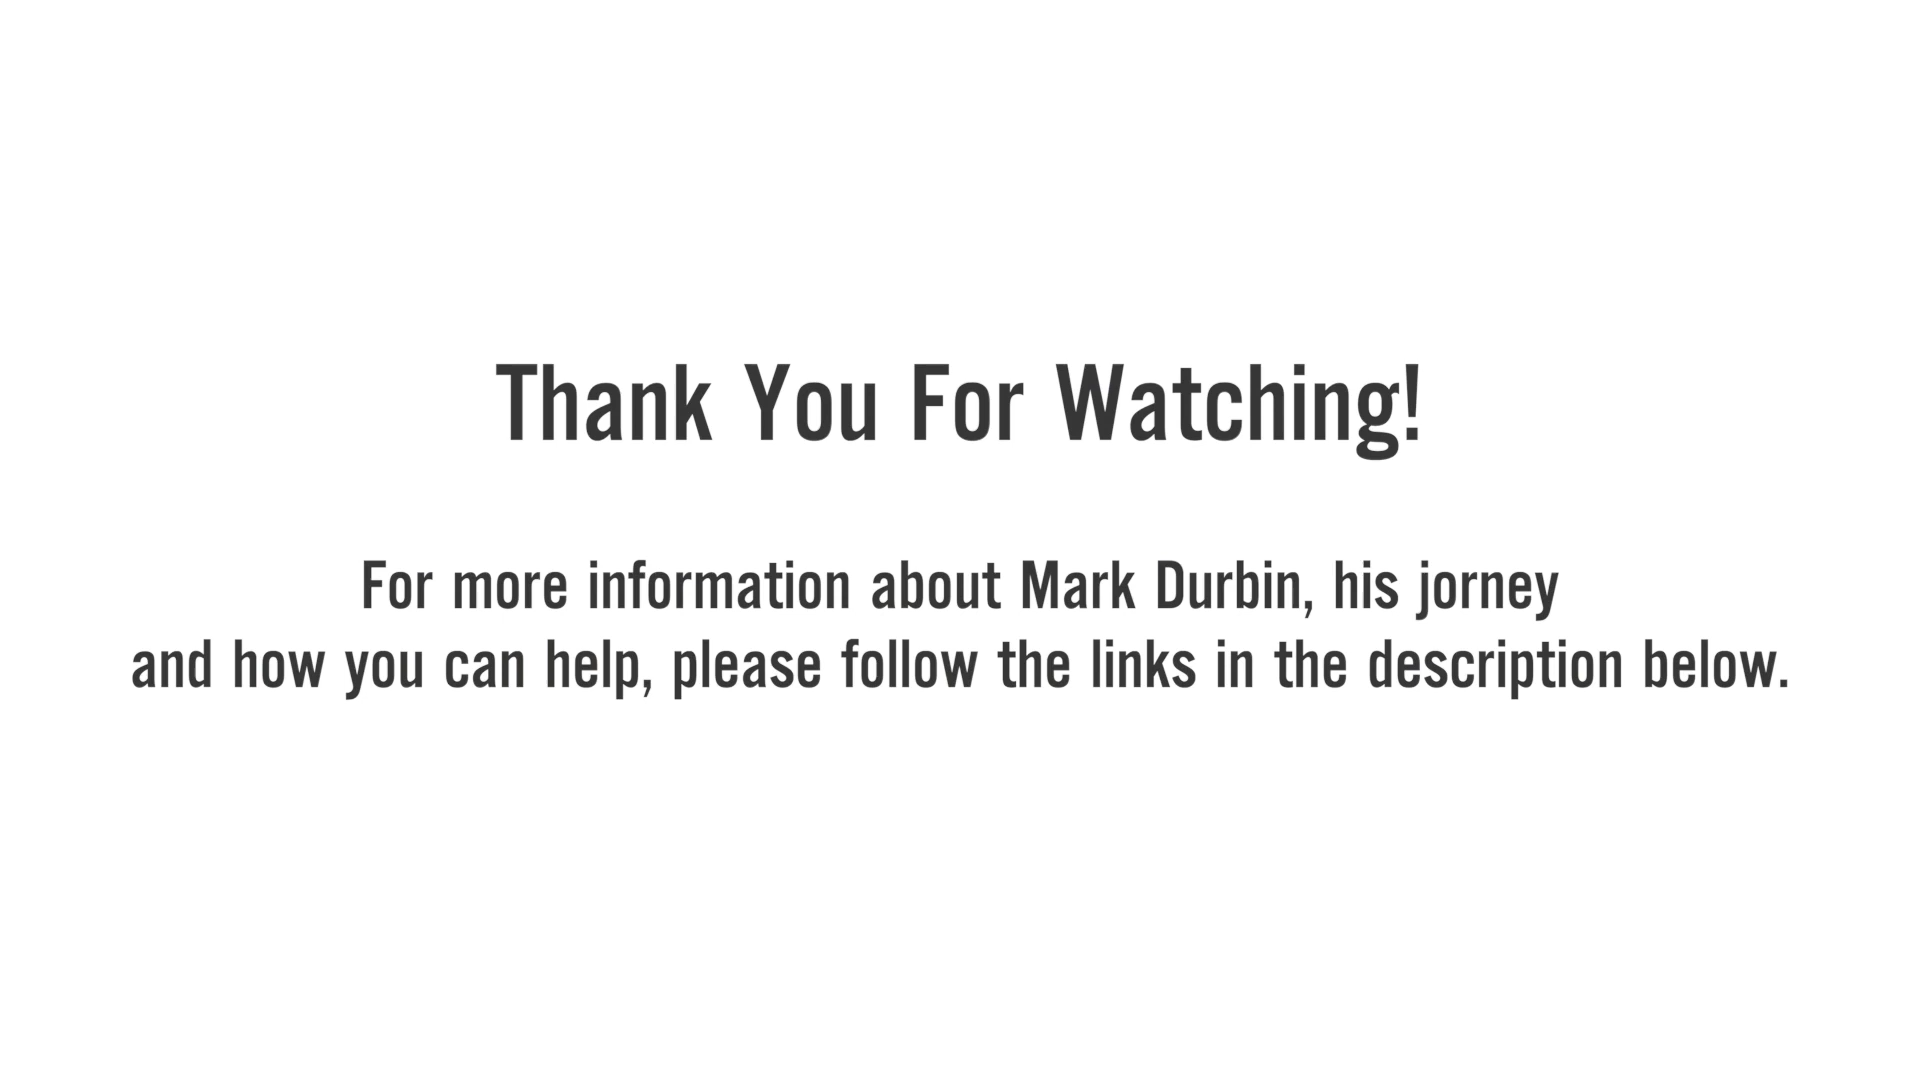 Thank You For Watching!
For more information about Mark Durbin, his jorney
and how you can help, please follow the links in the description below.